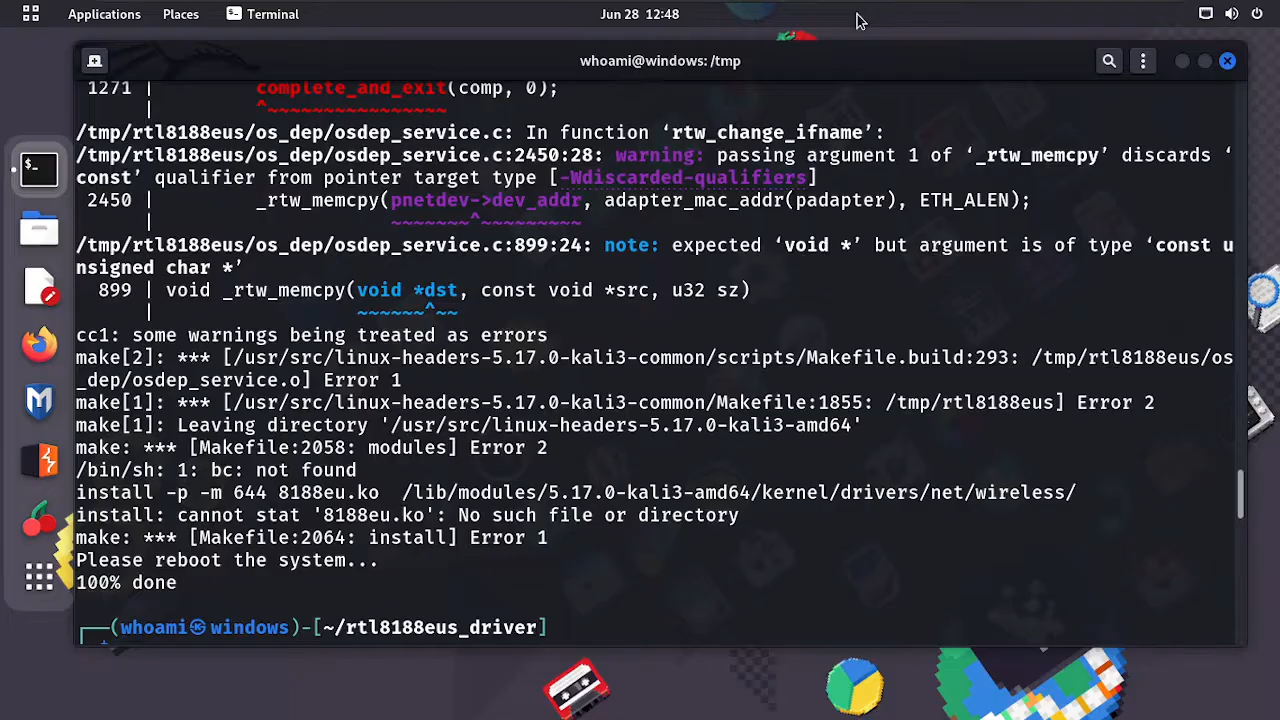 Applications Places Terminal Jun 28 12:48
whoami@windows: /tmp
1271 | complete_and_exit(comp, 0);
| ^~~~~~~~~~~~~~~~~
/tmp/rtl8188eus/os_dep/osdep_service.c: In function ‘rtw_change_ifname’:
/tmp/rtl8188eus/os_dep/osdep_service.c:2450:28: warning: passing argument 1 of ‘_rtw_memcpy’ discards ‘
const’ qualifier from pointer target type [-Wdiscarded-qualifiers]
2450 | _rtw_memcpy(pnetdev->dev_addr, adapter_mac_addr(padapter), ETH_ALEN);
| ~~~~~~~^~~~~~~~~~
/tmp/rtl8188eus/os_dep/osdep_service.c:899:24: note: expected ‘void *’ but argument is of type ‘const u
nsigned char *’
899 | void _rtw_memcpy(void *dst, const void *src, u32 sz)
| ~~~~~~^~~
cc1: some warnings being treated as errors
make[2]: *** [/usr/src/linux-headers-5.17.0-kali3-common/scripts/Makefile.build:293: /tmp/rtl8188eus/os
_dep/osdep_service.o] Error 1
make[1]: *** [/usr/src/linux-headers-5.17.0-kali3-common/Makefile:1855: /tmp/rtl8188eus] Error 2
make[1]: Leaving directory '/usr/src/linux-headers-5.17.0-kali3-amd64'
make: *** [Makefile:2058: modules] Error 2
/bin/sh: 1: bc: not found
install -p -m 644 8188eu.ko /lib/modules/5.17.0-kali3-amd64/kernel/drivers/net/wireless/
install: cannot stat '8188eu.ko': No such file or directory
make: *** [Makefile:2064: install] Error 1
Please reboot the system...
100% done
┌──(whoami㉿windows)-[~/rtl8188eus_driver]